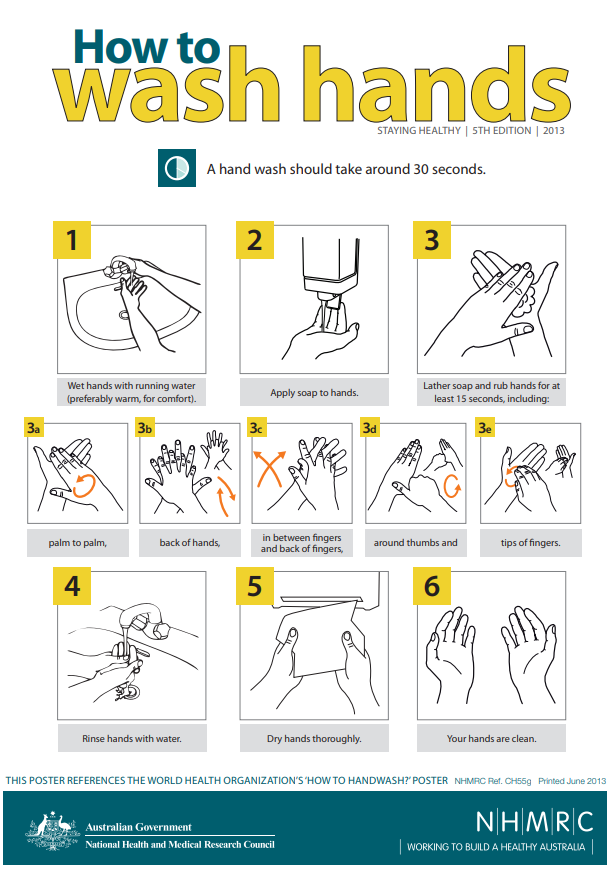 How to
wash hands
STAYING HEALTHY | 5TH EDITION | 2013
A hand wash should take around 30 seconds.
1
Wet hands with running water
(preferably warm, for comfort).
2
Apply soap to hands.
3
Lather soap and rub hands for at
least 15 seconds, including:
3a
palm to palm,
3b
back of hands,
3c
in between fingers
and back of fingers,
3d
around thumbs and
3e
tips of fingers.
4
Rinse hands with water.
5
Dry hands thoroughly.
6
Your hands are clean.
THIS POSTER REFERENCES THE WORLD HEALTH ORGANIZATION'S 'HOW TO HANDWASH?' POSTER NHMRC Ref. CH55g Printed June 2013
Australian Government
National Health and Medical Research Council
N|H|M|R|C
WORKING TO BUILD A HEALTHY AUSTRALIA